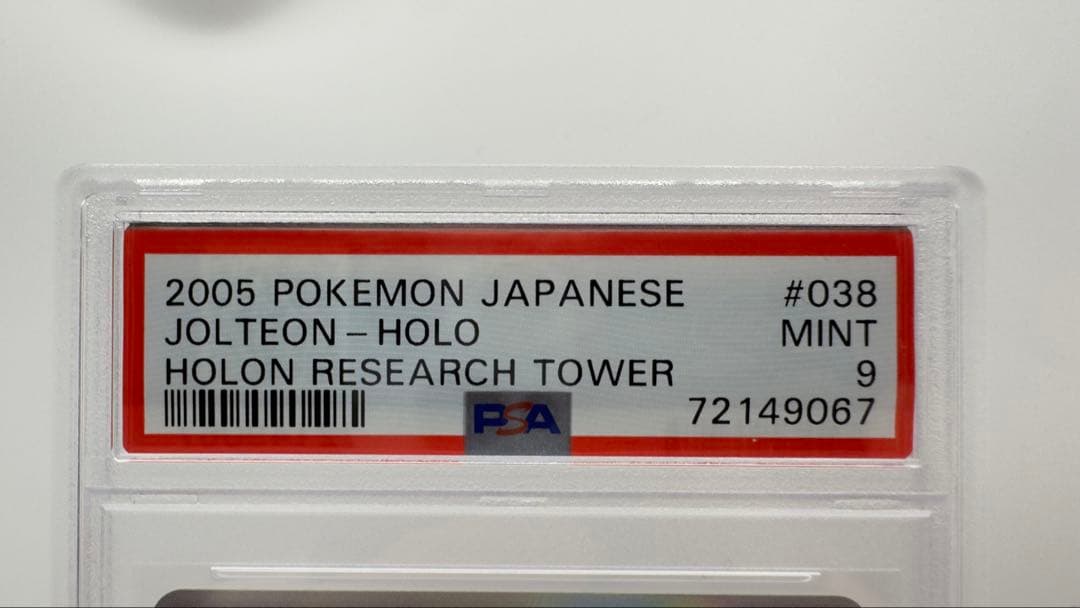 2005 POKEMON JAPANESE #038
JOLTEON – HOLO MINT
HOLON RESEARCH TOWER 9
PSA 72149067